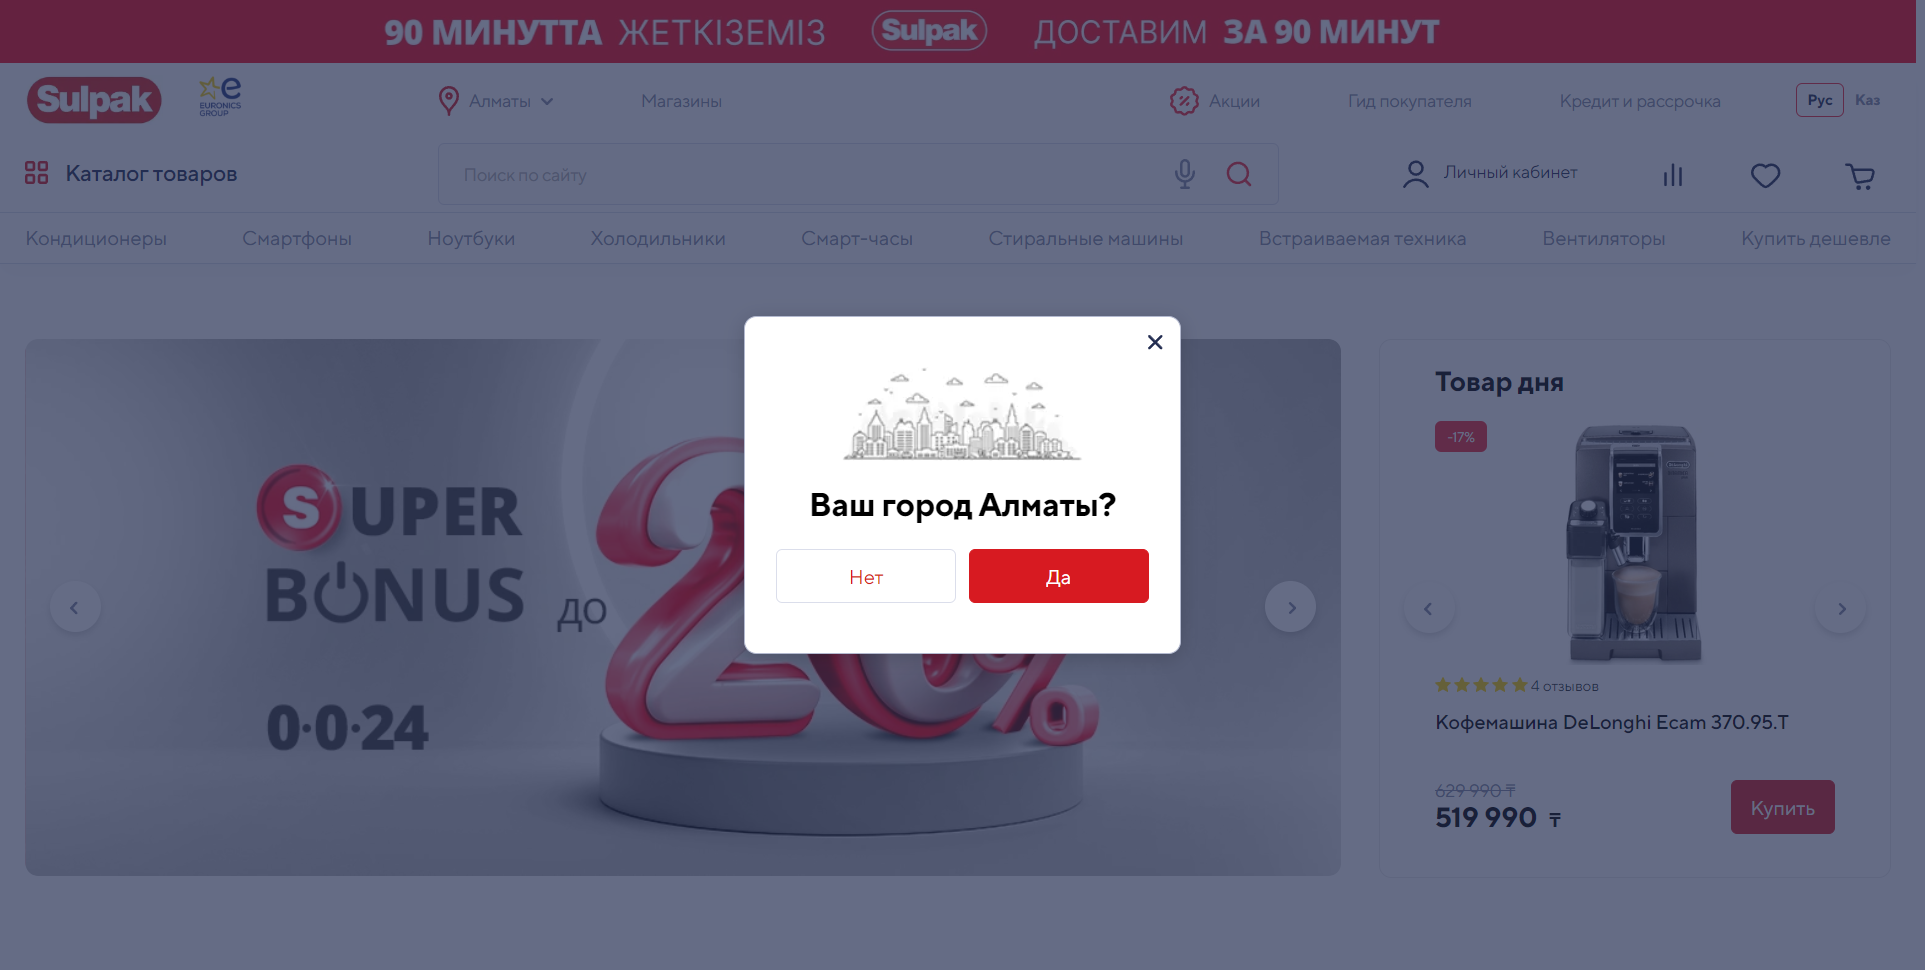 90 МИНУТТА ЖЕТКІЗЕМІЗ Sulpak ДОСТАВИМ ЗА 90 МИНУТ
Sulpak
e EURONICS GROUP
Алматы
Магазины
Акции
Гид покупателя
Кредит и рассрочка
Рус
Каз
Каталог товаров
Поиск по сайту
Личный кабинет
Кондиционеры
Смартфоны
Ноутбуки
Холодильники
Смарт-часы
Стиральные машины
Встраиваемая техника
Вентиляторы
Купить дешевле
SUPER
BONUS ДО 20%
0·0·24
Ваш город Алматы?
Нет
Да
Товар дня
-17%
4 отзывов
Кофемашина DeLonghi Ecam 370.95.T
629 990 ₸
519 990 ₸
Купить